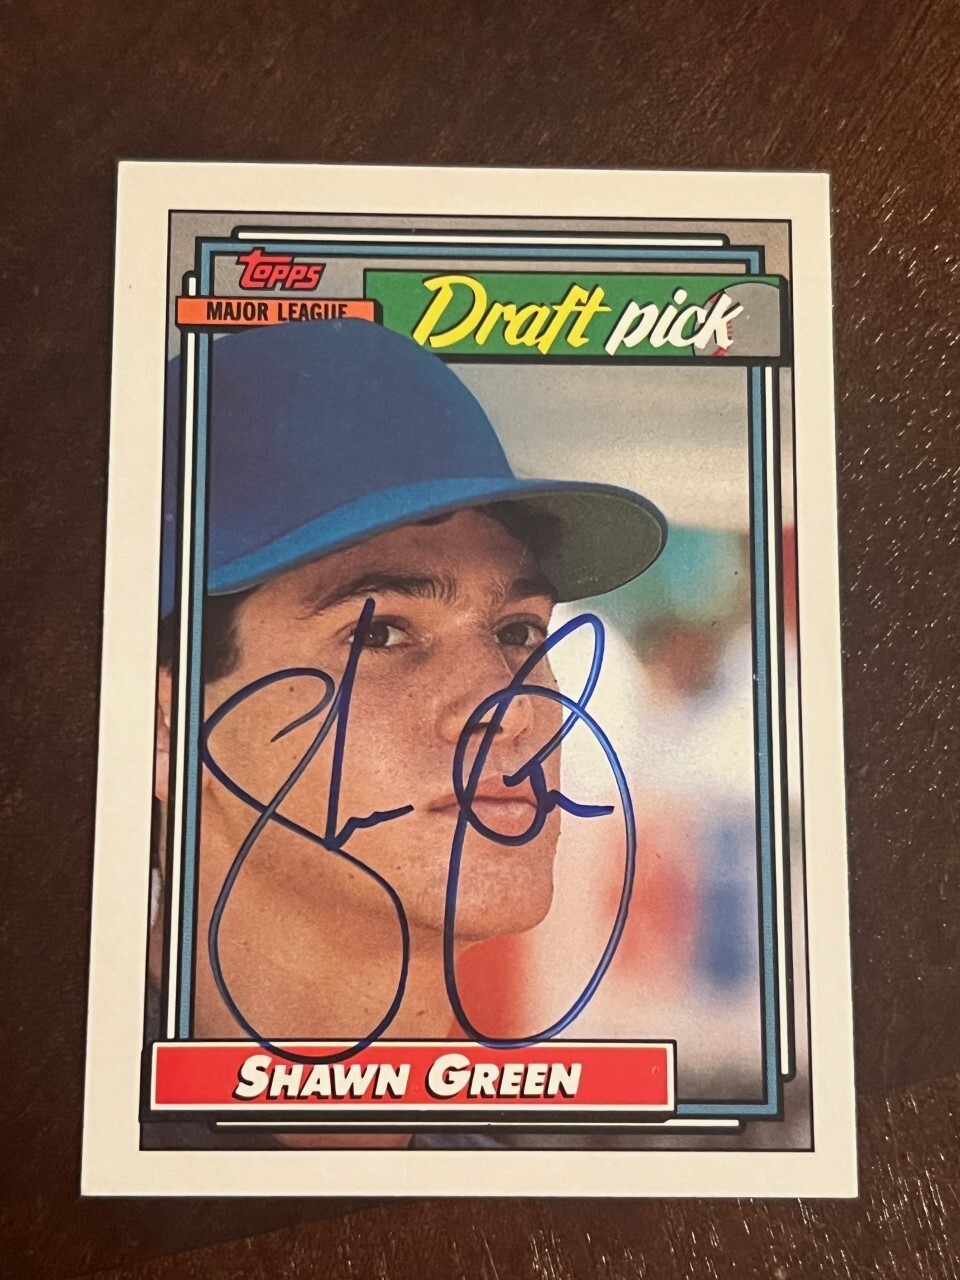 TOPPS
MAJOR LEAGUE
Draft pick
SHAWN GREEN